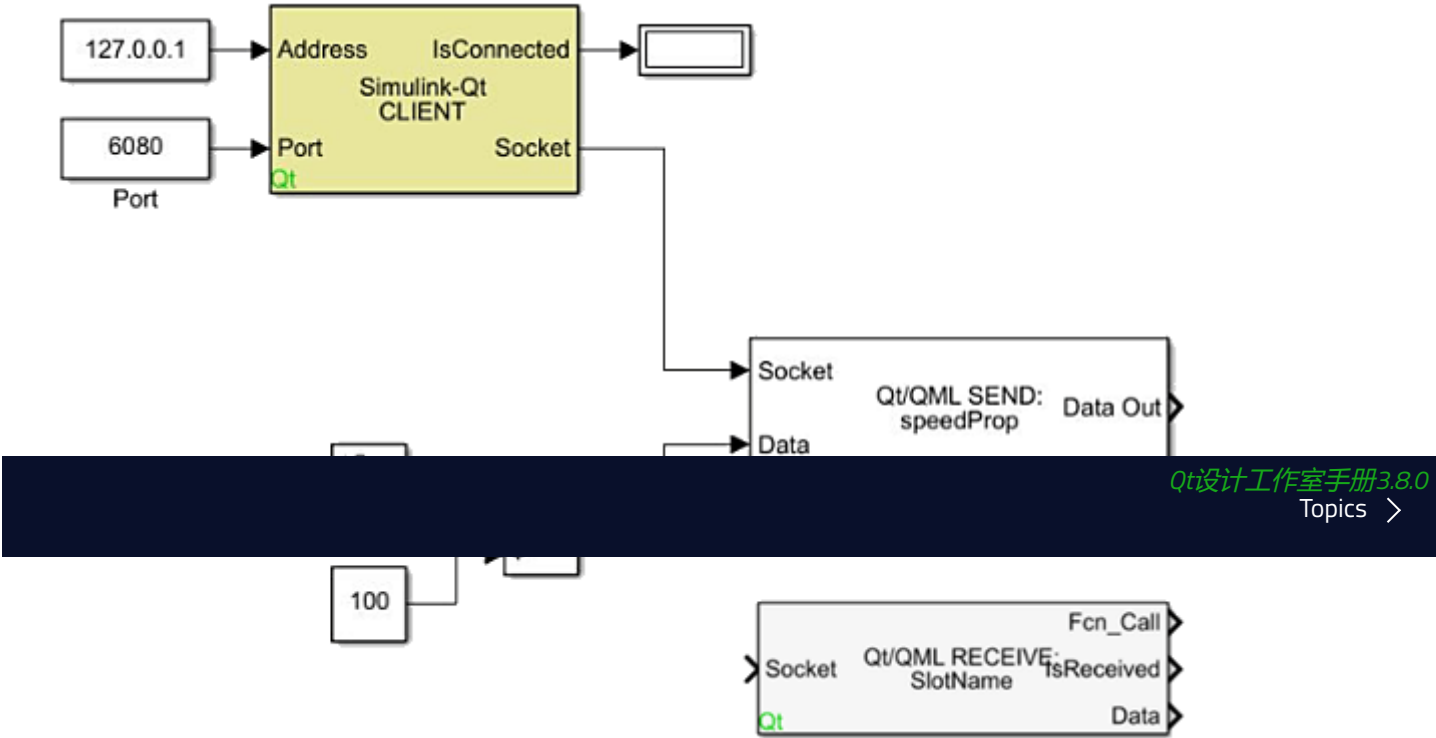 127.0.0.1
Address
IsConnected
Simulink-Qt
CLIENT
6080
Port
Socket
Qt
Port
Socket
Qt/QML SEND:
speedProp
Data Out
Data
Qt设计工作室手册3.8.0
Topics
100
Fcn_Call
Socket
Qt/QML RECEIVE:
SlotName
IsReceived
Qt
Data